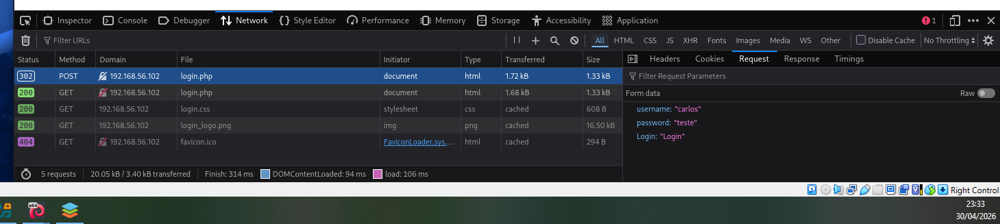 Inspector Console Debugger Network Style Editor Performance Memory Storage Accessibility Application 1
Filter URLs All HTML CSS JS XHR Fonts Images Media WS Other Disable Cache No Throttling
Status Method Domain File Initiator Type Transferred Size Headers Cookies Request Response Timings
302 POST 192.168.56.102 login.php document html 1.72 kB 1.33 kB
Filter Request Parameters
200 GET 192.168.56.102 login.php document html 1.68 kB 1.33 kB
Form data Raw
200 GET 192.168.56.102 login.css stylesheet css cached 608 B
username: "carlos"
200 GET 192.168.56.102 login_logo.png img png cached 16.50 kB
password: "teste"
404 GET 192.168.56.102 favicon.ico FaviconLoader.sys.... html cached 294 B
Login: "Login"
5 requests 20.05 kB / 3.40 kB transferred Finish: 314 ms DOMContentLoaded: 94 ms load: 106 ms
Right Control
x64
23:33
30/04/2026